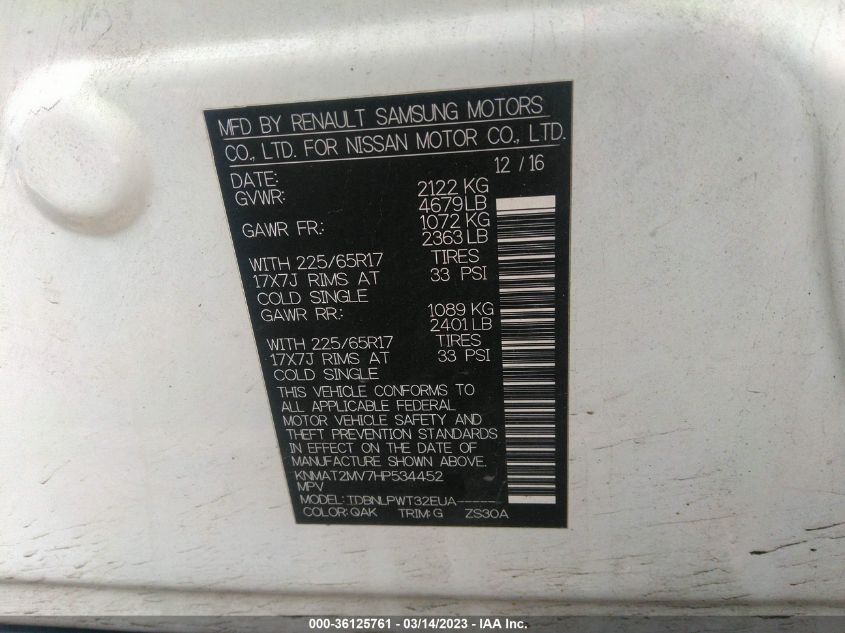 MFD BY RENAULT SAMSUNG MOTORS
CO., LTD. FOR NISSAN MOTOR CO., LTD.
DATE: 12 / 16
GVWR: 2122 KG
4679 LB
GAWR FR: 1072 KG
2363 LB
WITH 225/65R17 TIRES
17X7J RIMS AT 33 PSI
COLD SINGLE
GAWR RR: 1089 KG
2401 LB
WITH 225/65R17 TIRES
17X7J RIMS AT 33 PSI
COLD SINGLE
THIS VEHICLE CONFORMS TO
ALL APPLICABLE FEDERAL
MOTOR VEHICLE SAFETY AND
THEFT PREVENTION STANDARDS
IN EFFECT ON THE DATE OF
MANUFACTURE SHOWN ABOVE.
KNMAT2MV7HP534452
MPV
MODEL: TDBNLPWT32EUA------
COLOR: QAK TRIM: G ZS30A
000-36125761 - 03/14/2023 - IAA Inc.